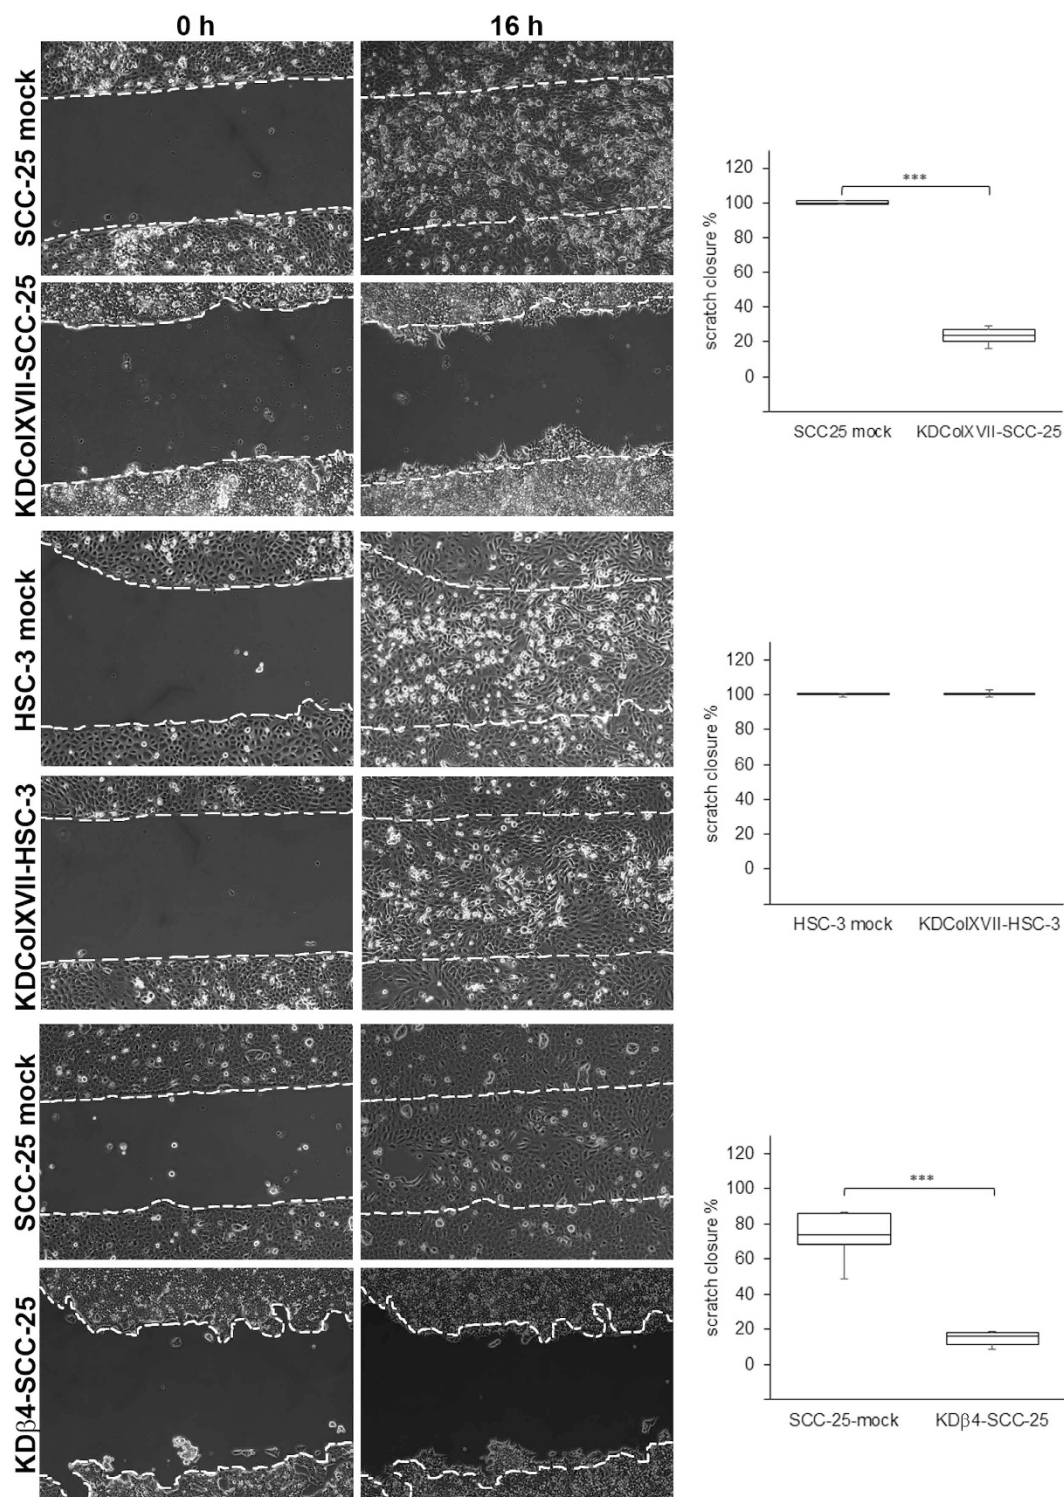 0 h
16 h
SCC-25 mock
KDColXVII-SCC-25
HSC-3 mock
KDColXVII-HSC-3
SCC-25 mock
KDβ4-SCC-25
scratch closure %
120
100
80
60
40
20
0
***
SCC25 mock
KDColXVII-SCC-25
scratch closure %
120
100
80
60
40
20
0
HSC-3 mock
KDColXVII-HSC-3
scratch closure %
120
100
80
60
40
20
0
***
SCC-25-mock
KDβ4-SCC-25